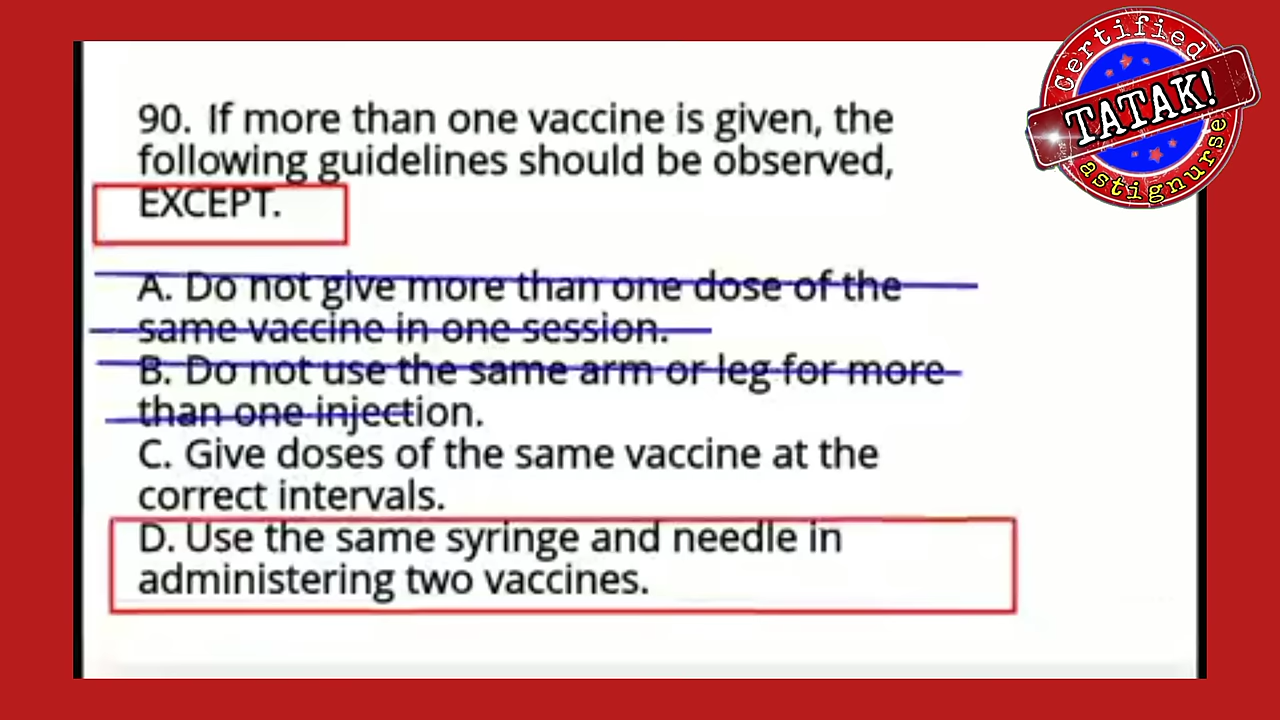 90. If more than one vaccine is given, the
following guidelines should be observed,
EXCEPT.
A. Do not give more than one dose of the
same vaccine in one session.
B. Do not use the same arm or leg for more
than one injection.
C. Give doses of the same vaccine at the
correct intervals.
D. Use the same syringe and needle in
administering two vaccines.
Certified
TATAK!
astignurse